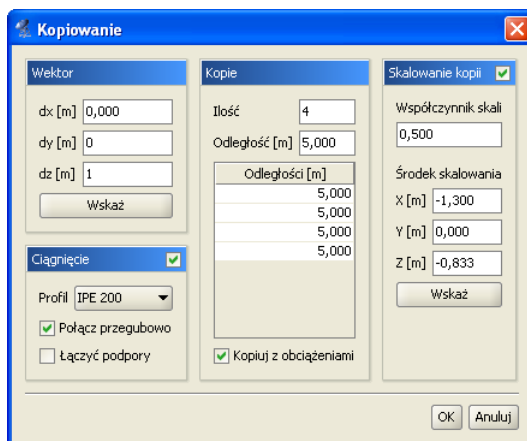 Kopiowanie
Wektor
dx [m] 0,000
dy [m] 0
dz [m] 1
Wskaż
Ciągnięcie
Profil IPE 200
Połącz przegubowo
Łączyć podpory
Kopie
Ilość 4
Odległość [m] 5,000
Odległości [m]
5,000
5,000
5,000
5,000
Kopiuj z obciążeniami
Skalowanie kopii
Współczynnik skali
0,500
Środek skalowania
X [m] -1,300
Y [m] 0,000
Z [m] -0,833
Wskaż
OK Anuluj